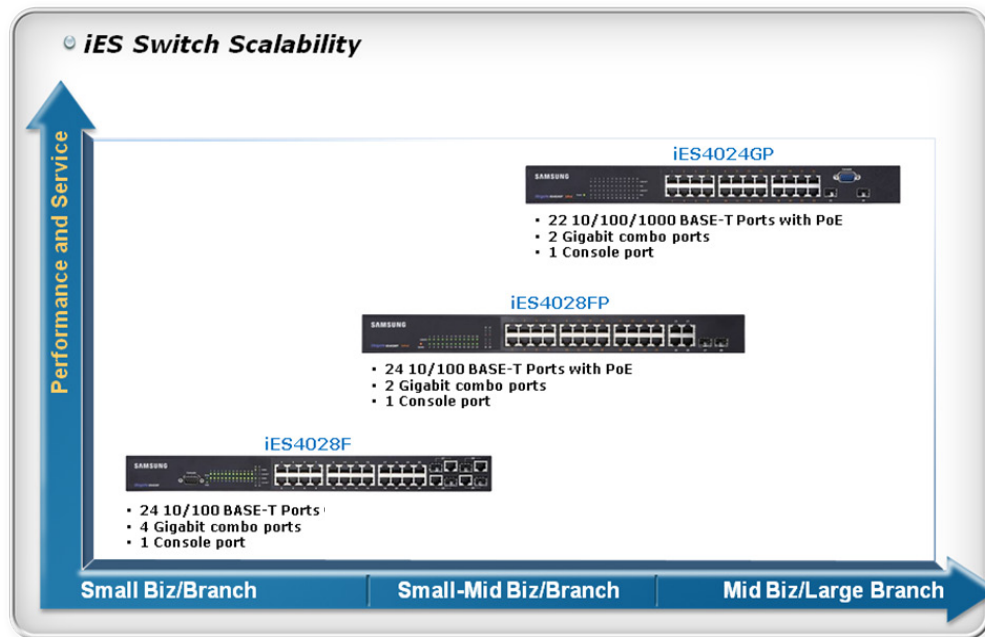 iES Switch Scalability
Performance and Service
iES4024GP
SAMSUNG
• 22 10/100/1000 BASE-T Ports with PoE
• 2 Gigabit combo ports
• 1 Console port
iES4028FP
SAMSUNG
• 24 10/100 BASE-T Ports with PoE
• 2 Gigabit combo ports
• 1 Console port
iES4028F
SAMSUNG
• 24 10/100 BASE-T Ports
• 4 Gigabit combo ports
• 1 Console port
Small Biz/Branch
Small-Mid Biz/Branch
Mid Biz/Large Branch